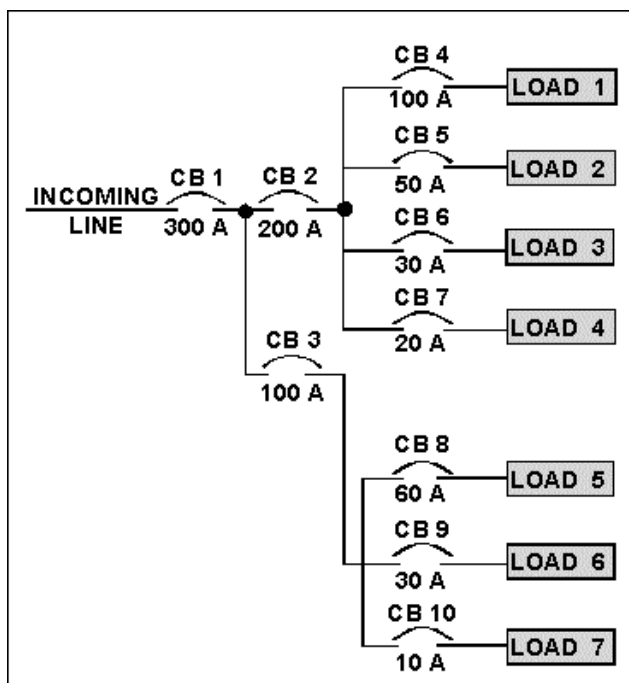 CB 4
100 A
LOAD 1
CB 5
50 A
LOAD 2
CB 1
CB 2
INCOMING
LINE
300 A
200 A
CB 6
30 A
LOAD 3
CB 7
20 A
LOAD 4
CB 3
100 A
CB 8
60 A
LOAD 5
CB 9
30 A
LOAD 6
CB 10
10 A
LOAD 7